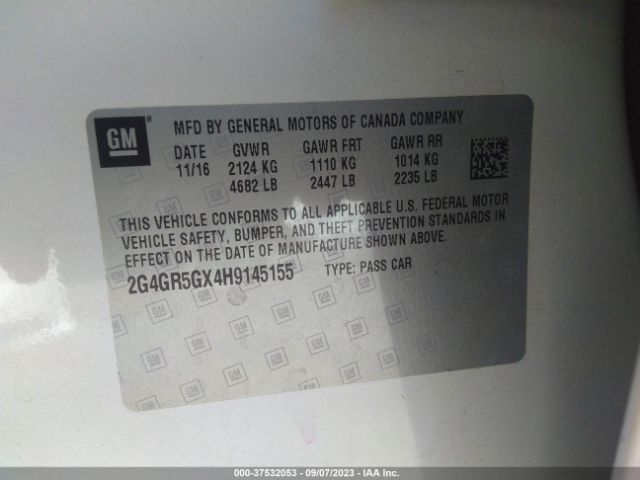 GM
MFD BY GENERAL MOTORS OF CANADA COMPANY
DATE GVWR GAWR FRT GAWR RR
11/16 2124 KG 1110 KG 1014 KG
4682 LB 2447 LB 2235 LB
THIS VEHICLE CONFORMS TO ALL APPLICABLE U.S. FEDERAL MOTOR
VEHICLE SAFETY, BUMPER, AND THEFT PREVENTION STANDARDS IN
EFFECT ON THE DATE OF MANUFACTURE SHOWN ABOVE.
2G4GR5GX4H9145155 TYPE: PASS CAR
000-37532053 - 09/07/2023 - IAA Inc.